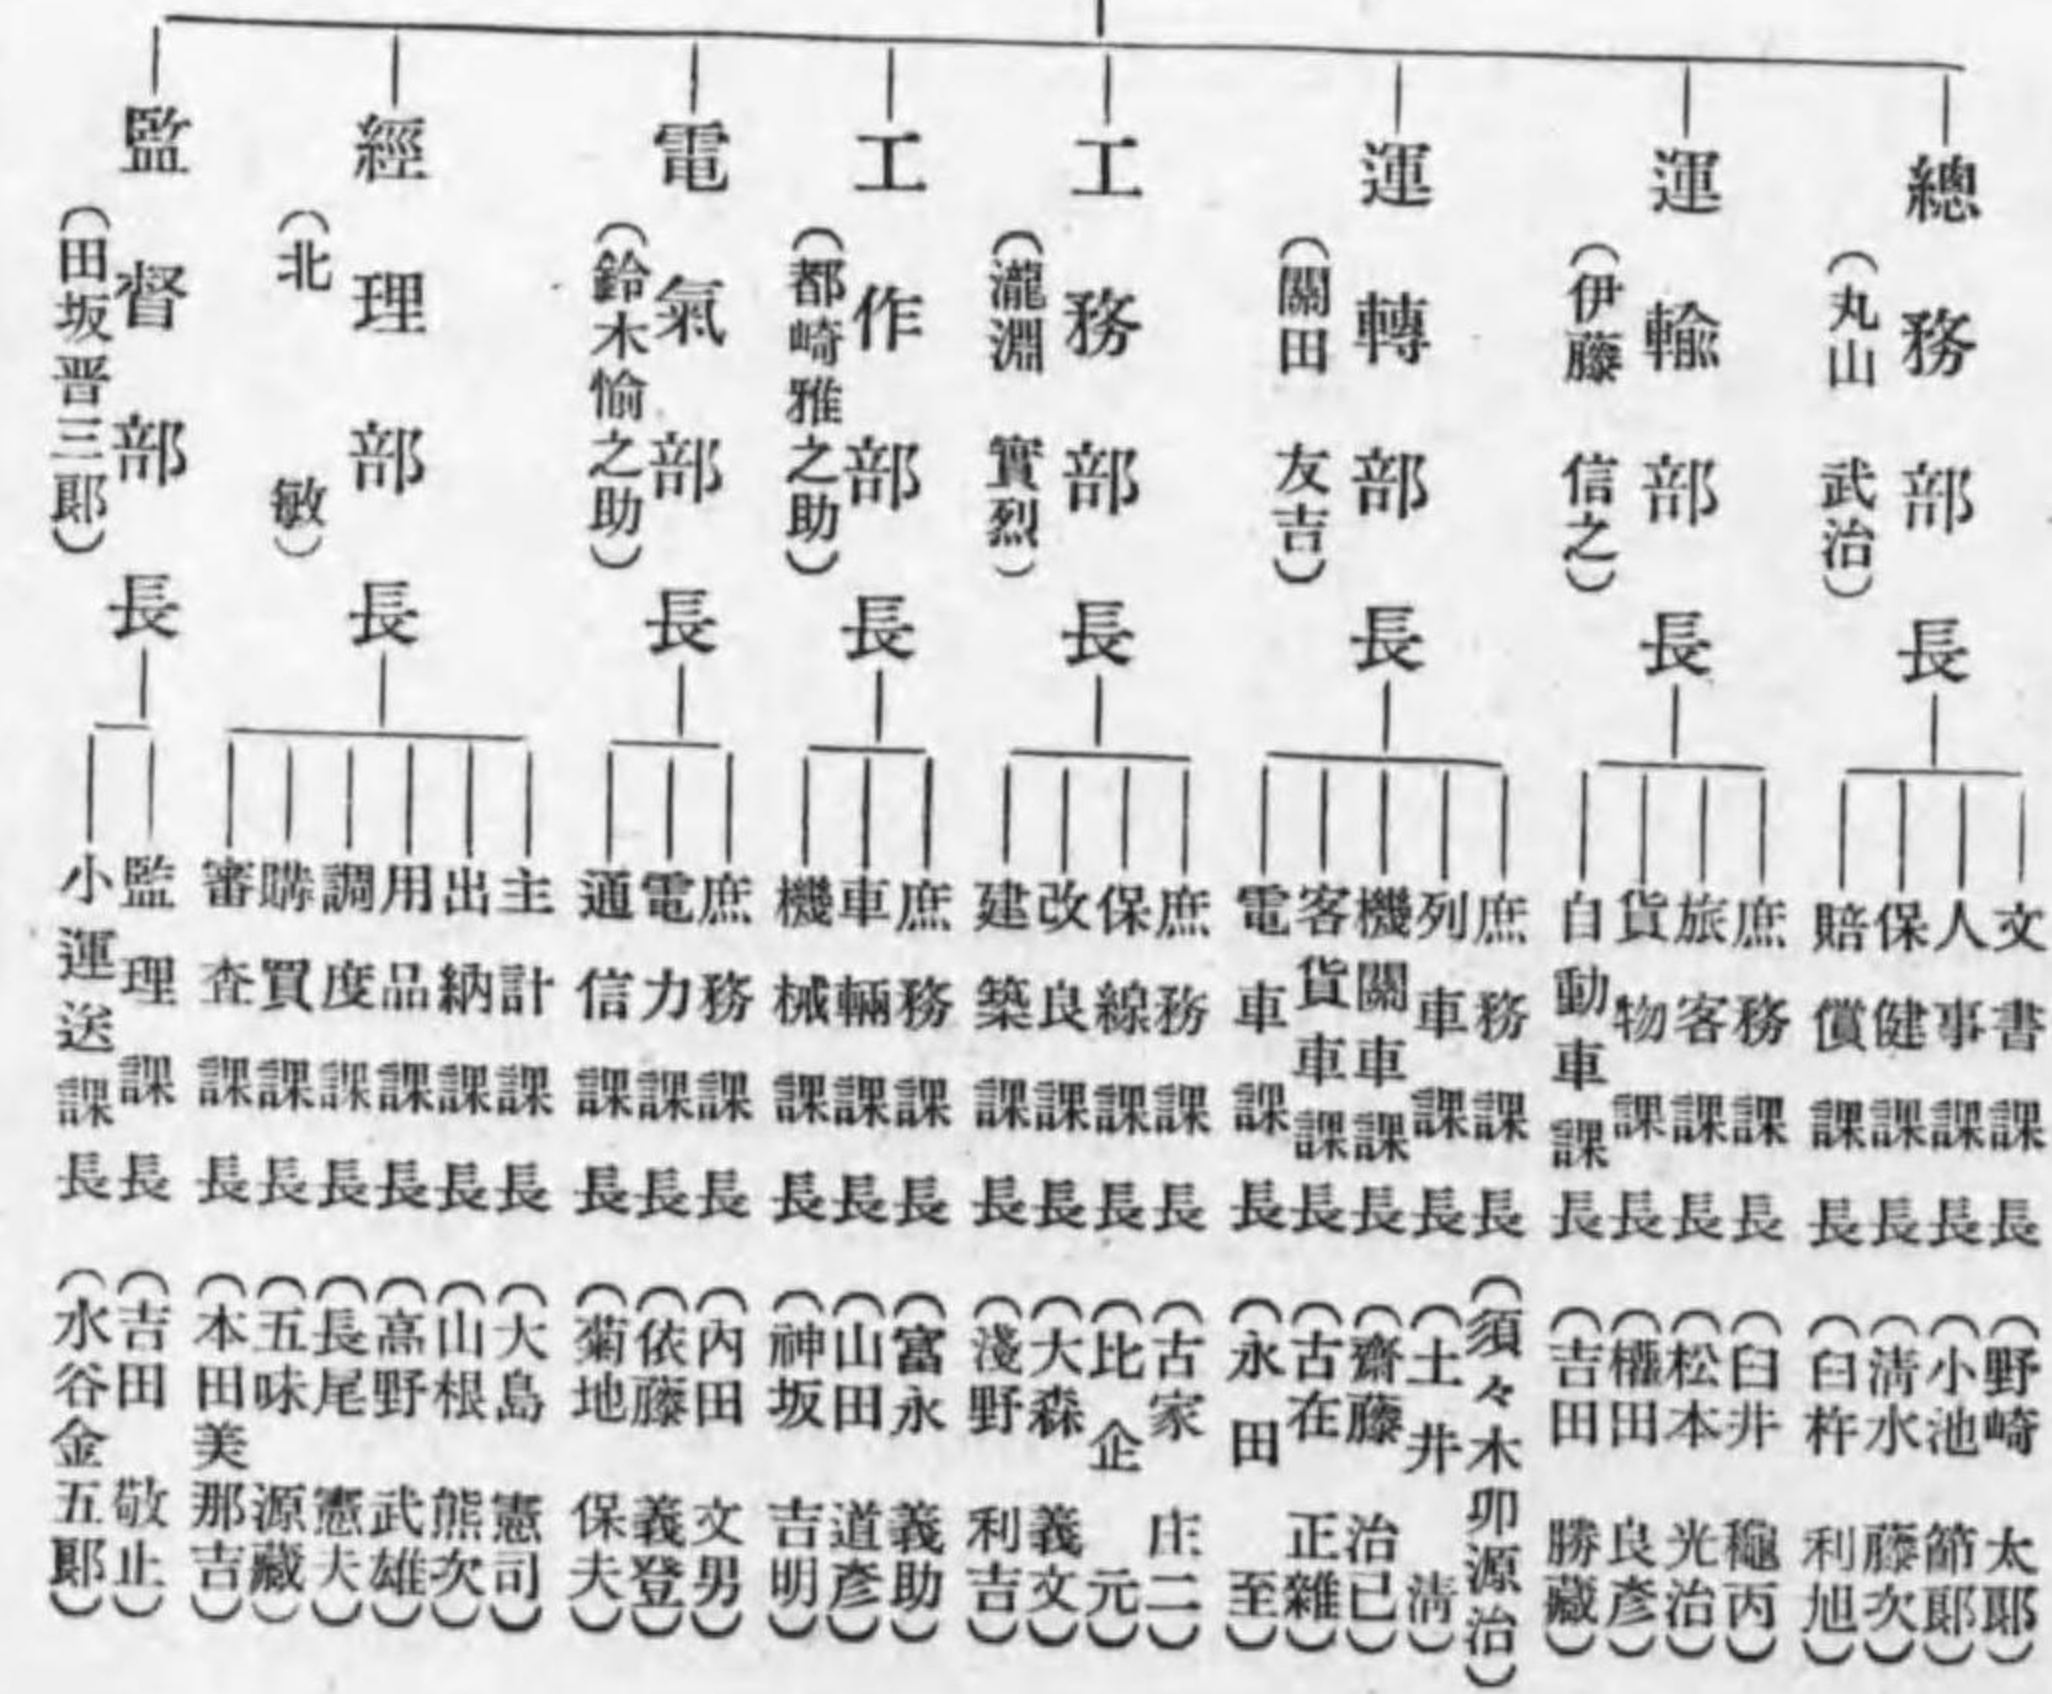 總務部長(丸山武治)
文書課長(野崎太郎)
人事課長(小池節郎)
保健課長(清水藤次)
賠償課長(臼杵利旭)
運輸部長(伊藤信之)
庶務課長(臼井龝丙)
旅客課長(松本光治)
貨物課長(權田良彥)
自動車課長(吉田勝藏)
運轉部長(關田友吉)
庶務課長(須々木卯源治)
列車課長(土井淸)
機關車課長(齋藤治已)
客貨車課長(古在正雜)
電車課長(永田至)
工務部長(瀧淵實烈)
庶務課長(古家庄二)
保線課長(比企元)
改良課長(大森義文)
建築課長(淺野利吉)
工作部長(都崎雅之助)
庶務課長(富永義助)
車輛課長(山田道彥)
機械課長(神坂吉明)
電氣部長(鈴木愉之助)
庶務課長(內田文男)
電力課長(依藤義登)
通信課長(菊地保夫)
經理部長(北敏)
主計課長(大島憲司)
出納課長(山根熊次)
用品課長(高野武雄)
調度課長(長尾憲夫)
購買課長(五味源藏)
審査課長(本田美那吉)
監督部長(田坂晋三郞)
監理課長(吉田敬止)
小運送課長(水谷金五郞)